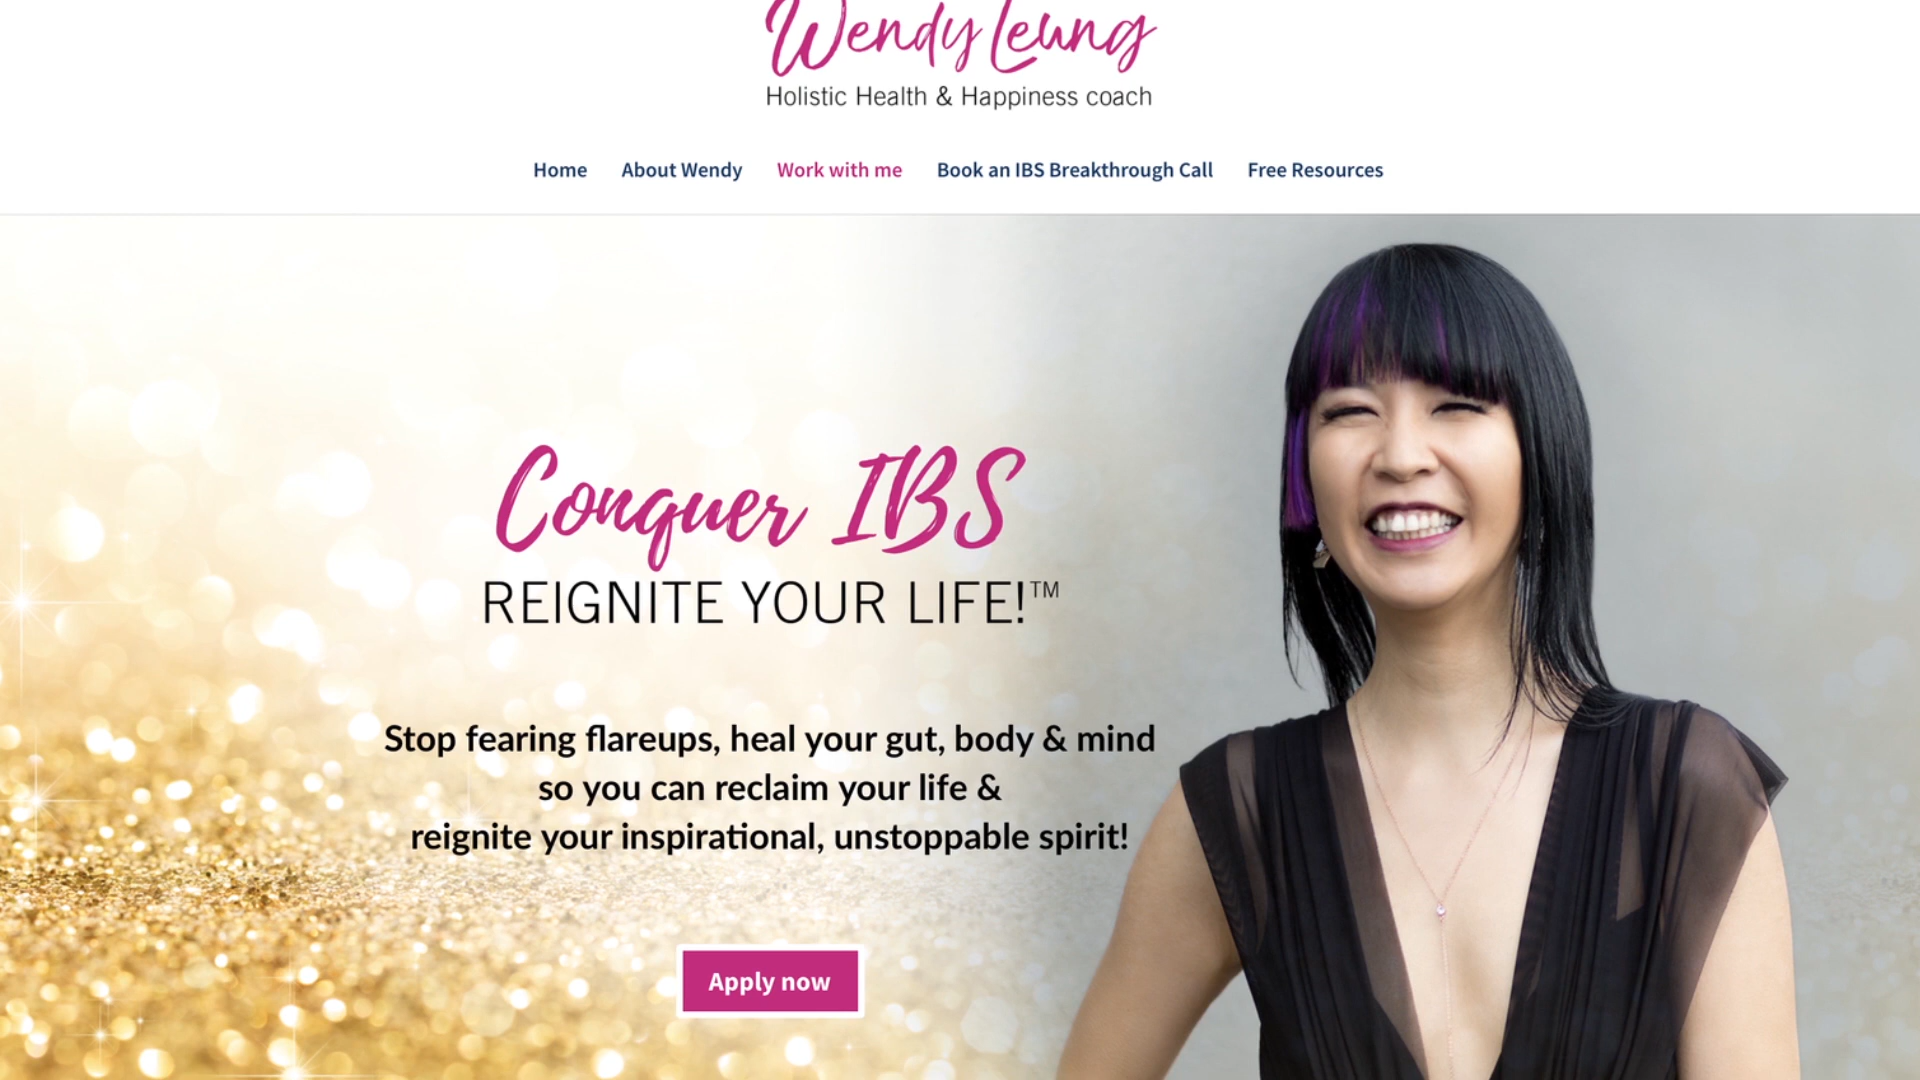 Wendy Leung
Holistic Health & Happiness coach
Home About Wendy Work with me Book an IBS Breakthrough Call Free Resources
Conquer IBS
REIGNITE YOUR LIFE!™
Stop fearing flareups, heal your gut, body & mind
so you can reclaim your life &
reignite your inspirational, unstoppable spirit!
Apply now